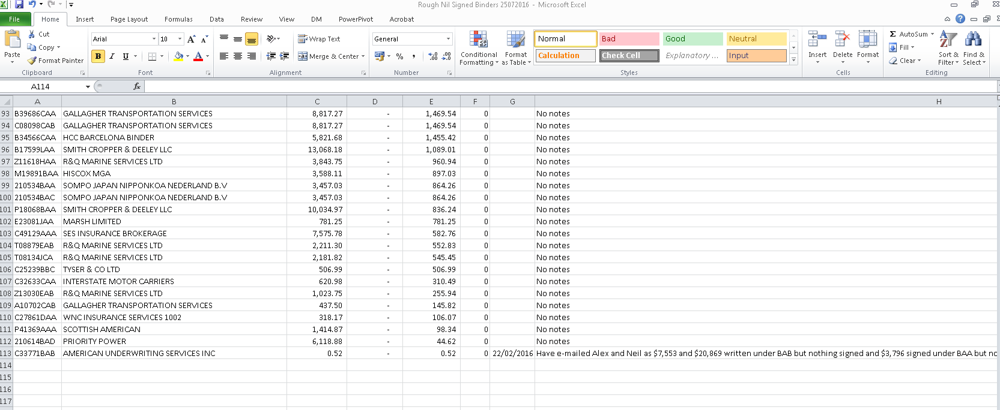 Rough Nil Signed Binders 25072016 - Microsoft Excel
File Home Insert Page Layout Formulas Data Review View DM PowerPivot Acrobat
Paste Cut Copy Format Painter Clipboard
Arial 10 B I U Font
Wrap Text Merge & Center Alignment
General % , Number
Conditional Formatting Format as Table
Normal Bad Good Neutral
Calculation Check Cell Explanatory ... Input
Styles
Insert Delete Format Cells
Σ AutoSum Fill Clear Sort & Filter Find & Select Editing
A114 fx
A B C D E F G H
93 B39686CAA GALLAGHER TRANSPORTATION SERVICES 8,817.27 - 1,469.54 0 No notes
94 C08098CAB GALLAGHER TRANSPORTATION SERVICES 8,817.27 - 1,469.54 0 No notes
95 B34566CAA HCC BARCELONA BINDER 5,821.68 - 1,455.42 0 No notes
96 B17599LAA SMITH CROPPER & DEELEY LLC 13,068.18 - 1,089.01 0 No notes
97 Z11618HAA R&Q MARINE SERVICES LTD 3,843.75 - 960.94 0 No notes
98 M19891BAA HISCOX MGA 3,588.11 - 897.03 0 No notes
99 210534BAA SOMPO JAPAN NIPPONKOA NEDERLAND B.V 3,457.03 - 864.26 0 No notes
100 210534BAC SOMPO JAPAN NIPPONKOA NEDERLAND B.V 3,457.03 - 864.26 0 No notes
101 P18068BAA SMITH CROPPER & DEELEY LLC 10,034.97 - 836.24 0 No notes
102 E23081JAA MARSH LIMITED 781.25 - 781.25 0 No notes
103 C49129AAA SES INSURANCE BROKERAGE 7,575.78 - 582.76 0 No notes
104 T08879EAB R&Q MARINE SERVICES LTD 2,211.30 - 552.83 0 No notes
105 T08134JCA R&Q MARINE SERVICES LTD 2,181.82 - 545.45 0 No notes
106 C25239BBC TYSER & CO LTD 506.99 - 506.99 0 No notes
107 C32633CAA INTERSTATE MOTOR CARRIERS 620.98 - 310.49 0 No notes
108 Z13030EAB R&Q MARINE SERVICES LTD 1,023.75 - 255.94 0 No notes
109 A10702CAB GALLAGHER TRANSPORTATION SERVICES 437.50 - 145.82 0 No notes
110 C27861DAA WNC INSURANCE SERVICES 1002 318.17 - 106.07 0 No notes
111 P41369AAA SCOTTISH AMERICAN 1,414.87 - 98.34 0 No notes
112 210614BAD PRIORITY POWER 6,118.88 - 44.62 0 No notes
113 C33771BAB AMERICAN UNDERWRITING SERVICES INC 0.52 - 0.52 0 22/02/2016 Have e-mailed Alex and Neil as $7,553 and $20,869 written under BAB but nothing signed and $3,796 signed under BAA but no
114
115
116
117